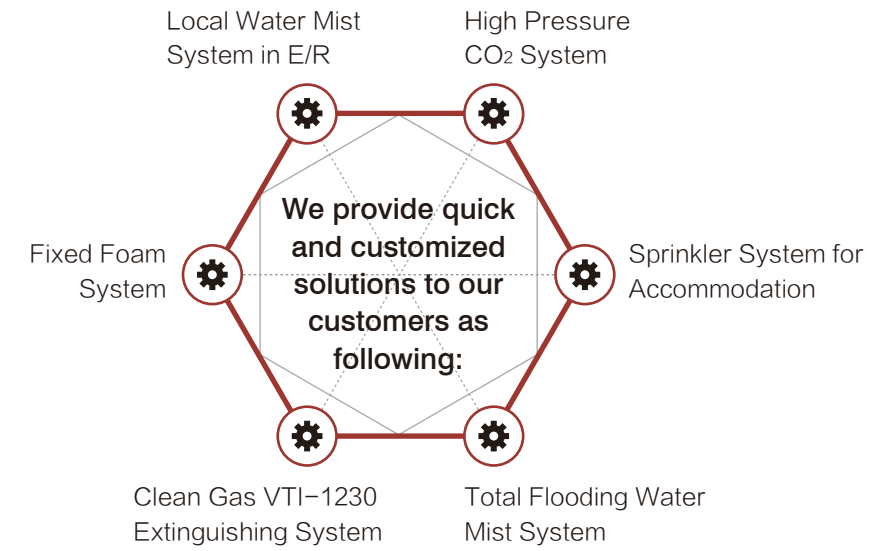 Local Water Mist
System in E/R
High Pressure
CO₂ System
We provide quick
and customized
solutions to our
customers as
following:
Fixed Foam
System
Sprinkler System for
Accommodation
Clean Gas VTI-1230
Extinguishing System
Total Flooding Water
Mist System